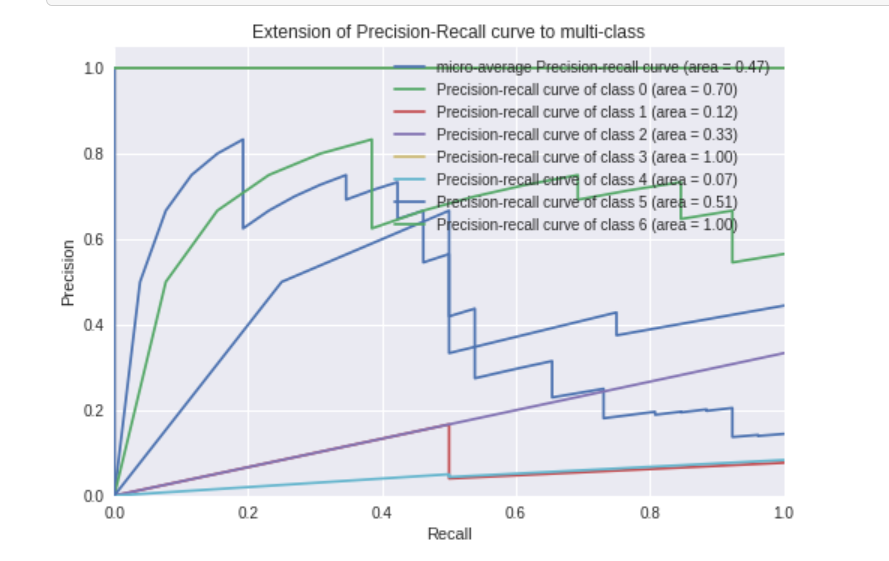 Extension of Precision-Recall curve to multi-class
1.0
0.8
0.6
0.4
0.2
0.0
Precision
micro-average Precision-recall curve (area = 0.47)
Precision-recall curve of class 0 (area = 0.70)
Precision-recall curve of class 1 (area = 0.12)
Precision-recall curve of class 2 (area = 0.33)
Precision-recall curve of class 3 (area = 1.00)
Precision-recall curve of class 4 (area = 0.07)
Precision-recall curve of class 5 (area = 0.51)
Precision-recall curve of class 6 (area = 1.00)
0.0 0.2 0.4 0.6 0.8 1.0
Recall